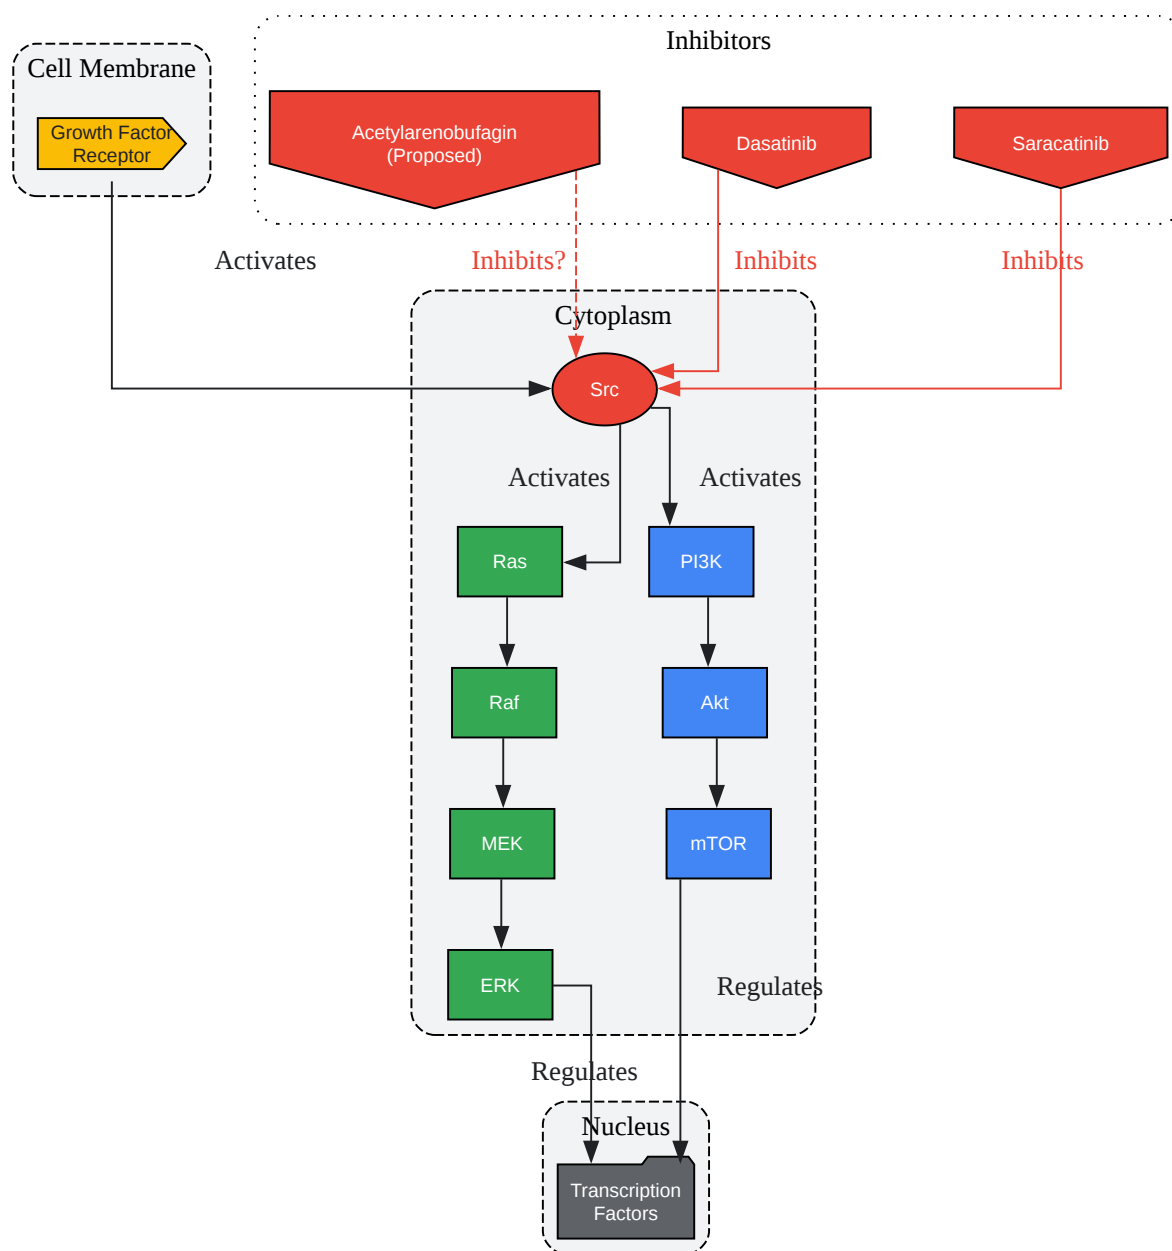 Inhibitors
Cell Membrane
Growth Factor
Receptor
Acetylarenobufagin
(Proposed)
Dasatinib
Saracatinib
Activates
Inhibits?
Inhibits
Inhibits
Cytoplasm
Src
Activates
Activates
Ras
PI3K
Raf
Akt
MEK
mTOR
ERK
Regulates
Regulates
Nucleus
Transcription
Factors